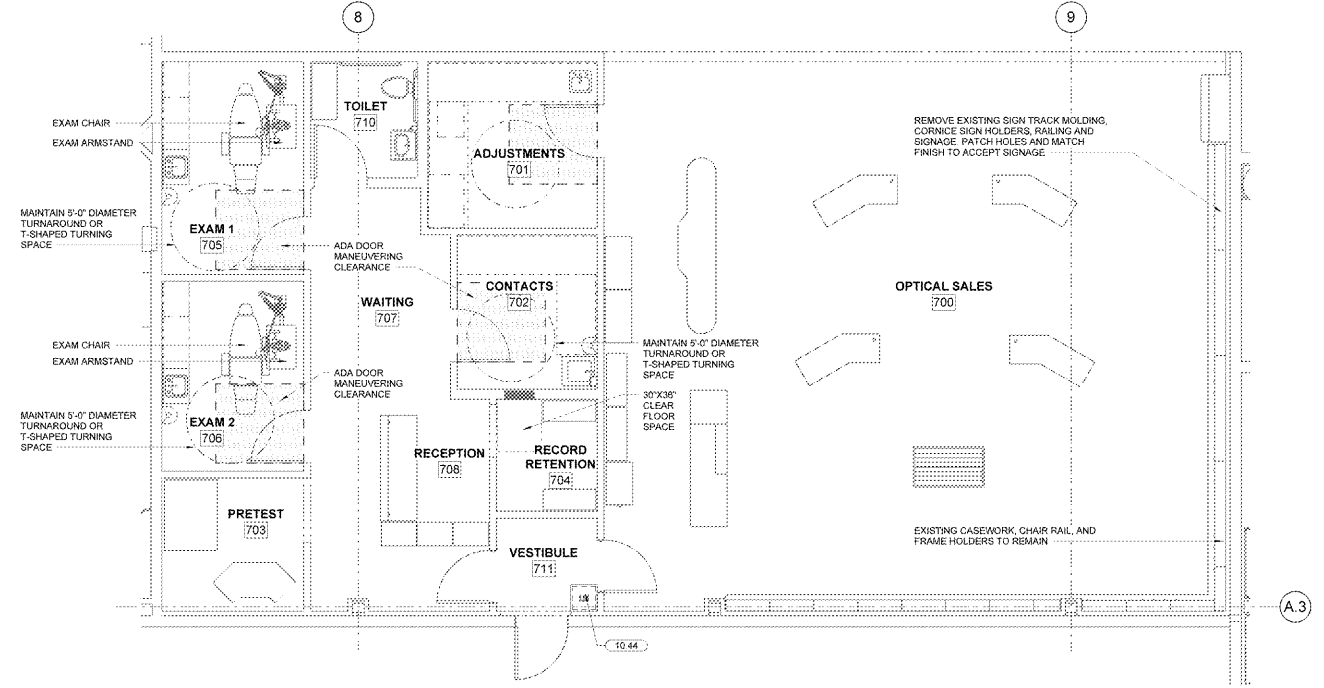 8
9
EXAM CHAIR
EXAM ARMSTAND
TOILET
710
ADJUSTMENTS
701
REMOVE EXISTING SIGN TRACK MOLDING,
CORNICE SIGN HOLDERS, RAILING AND
SIGNAGE. PATCH HOLES AND MATCH
FINISH TO ACCEPT SIGNAGE
MAINTAIN 5'-0" DIAMETER
TURNAROUND OR
T-SHAPED TURNING
SPACE
EXAM 1
705
ADA DOOR
MANEUVERING
CLEARANCE
WAITING
707
CONTACTS
702
OPTICAL SALES
700
EXAM CHAIR
EXAM ARMSTAND
MAINTAIN 5'-0" DIAMETER
TURNAROUND OR
T-SHAPED TURNING
SPACE
ADA DOOR
MANEUVERING
CLEARANCE
30"X36"
CLEAR
FLOOR
SPACE
MAINTAIN 5'-0" DIAMETER
TURNAROUND OR
T-SHAPED TURNING
SPACE
EXAM 2
706
RECEPTION
708
RECORD
RETENTION
704
PRETEST
703
VESTIBULE
711
EXISTING CASEWORK, CHAIR RAIL, AND
FRAME HOLDERS TO REMAIN
A.3
10.44